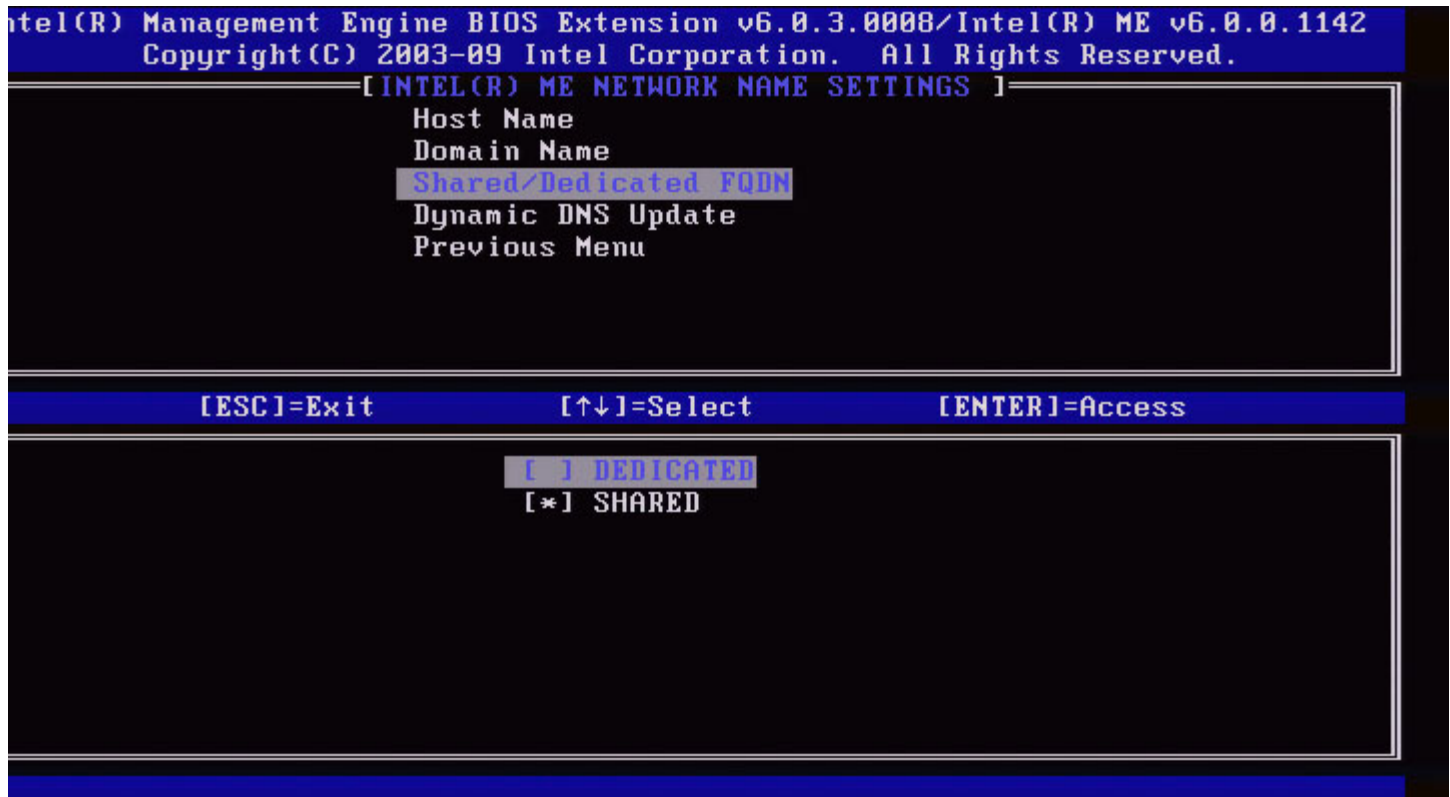 ntel(R) Management Engine BIOS Extension v6.0.3.0008/Intel(R) ME v6.0.0.1142
Copyright(C) 2003-09 Intel Corporation. All Rights Reserved.
[ INTEL(R) ME NETWORK NAME SETTINGS ]
Host Name
Domain Name
Shared/Dedicated FQDN
Dynamic DNS Update
Previous Menu
[ESC]=Exit [↑↓]=Select [ENTER]=Access
[ ] DEDICATED
[*] SHARED